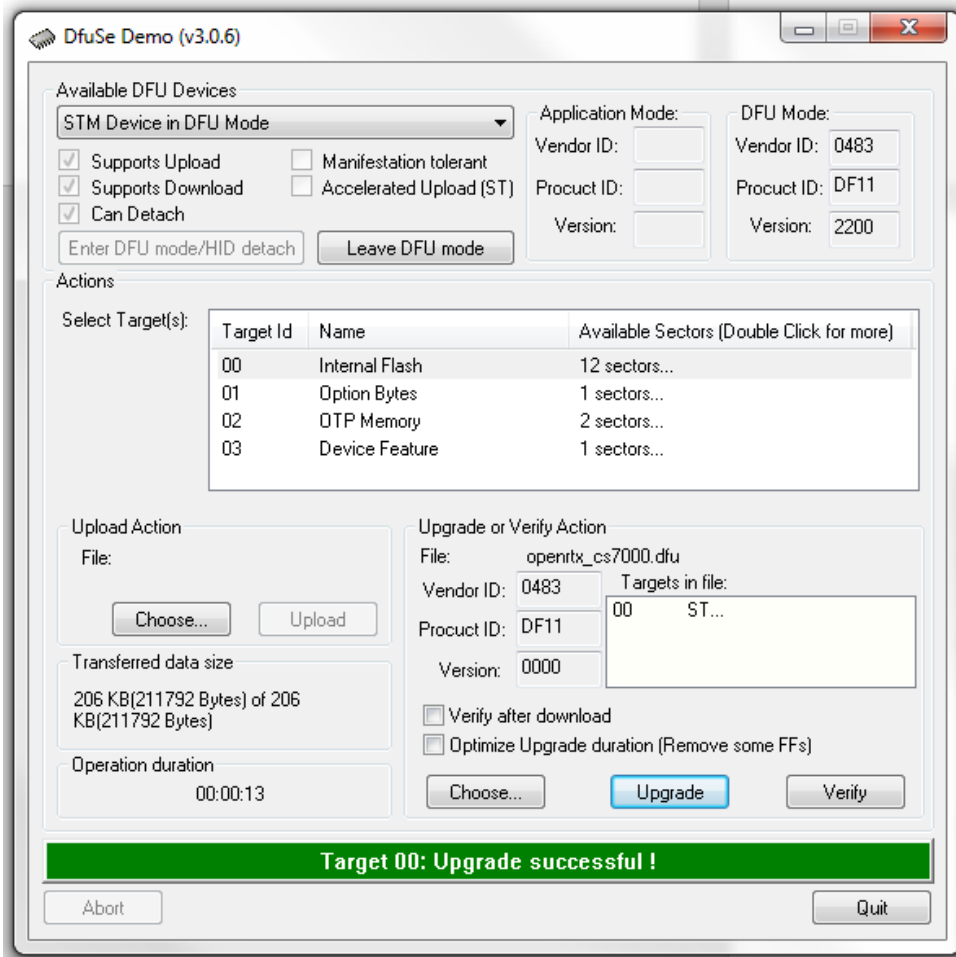 DfuSe Demo (v3.0.6)
Available DFU Devices
STM Device in DFU Mode
Supports Upload
Manifestation tolerant
Supports Download
Accelerated Upload (ST)
Can Detach
Enter DFU mode/HID detach
Leave DFU mode
Application Mode:
Vendor ID:
Procuct ID:
Version:
DFU Mode:
Vendor ID: 0483
Procuct ID: DF11
Version: 2200
Actions
Select Target(s):
Target Id Name Available Sectors (Double Click for more)
00 Internal Flash 12 sectors...
01 Option Bytes 1 sectors...
02 OTP Memory 2 sectors...
03 Device Feature 1 sectors...
Upload Action
File:
Choose... Upload
Transferred data size
206 KB(211792 Bytes) of 206
KB(211792 Bytes)
Operation duration
00:00:13
Upgrade or Verify Action
File: openrtx_cs7000.dfu
Vendor ID: 0483
Procuct ID: DF11
Version: 0000
Targets in file:
00 ST...
Verify after download
Optimize Upgrade duration (Remove some FFs)
Choose... Upgrade Verify
Target 00: Upgrade successful !
Abort Quit